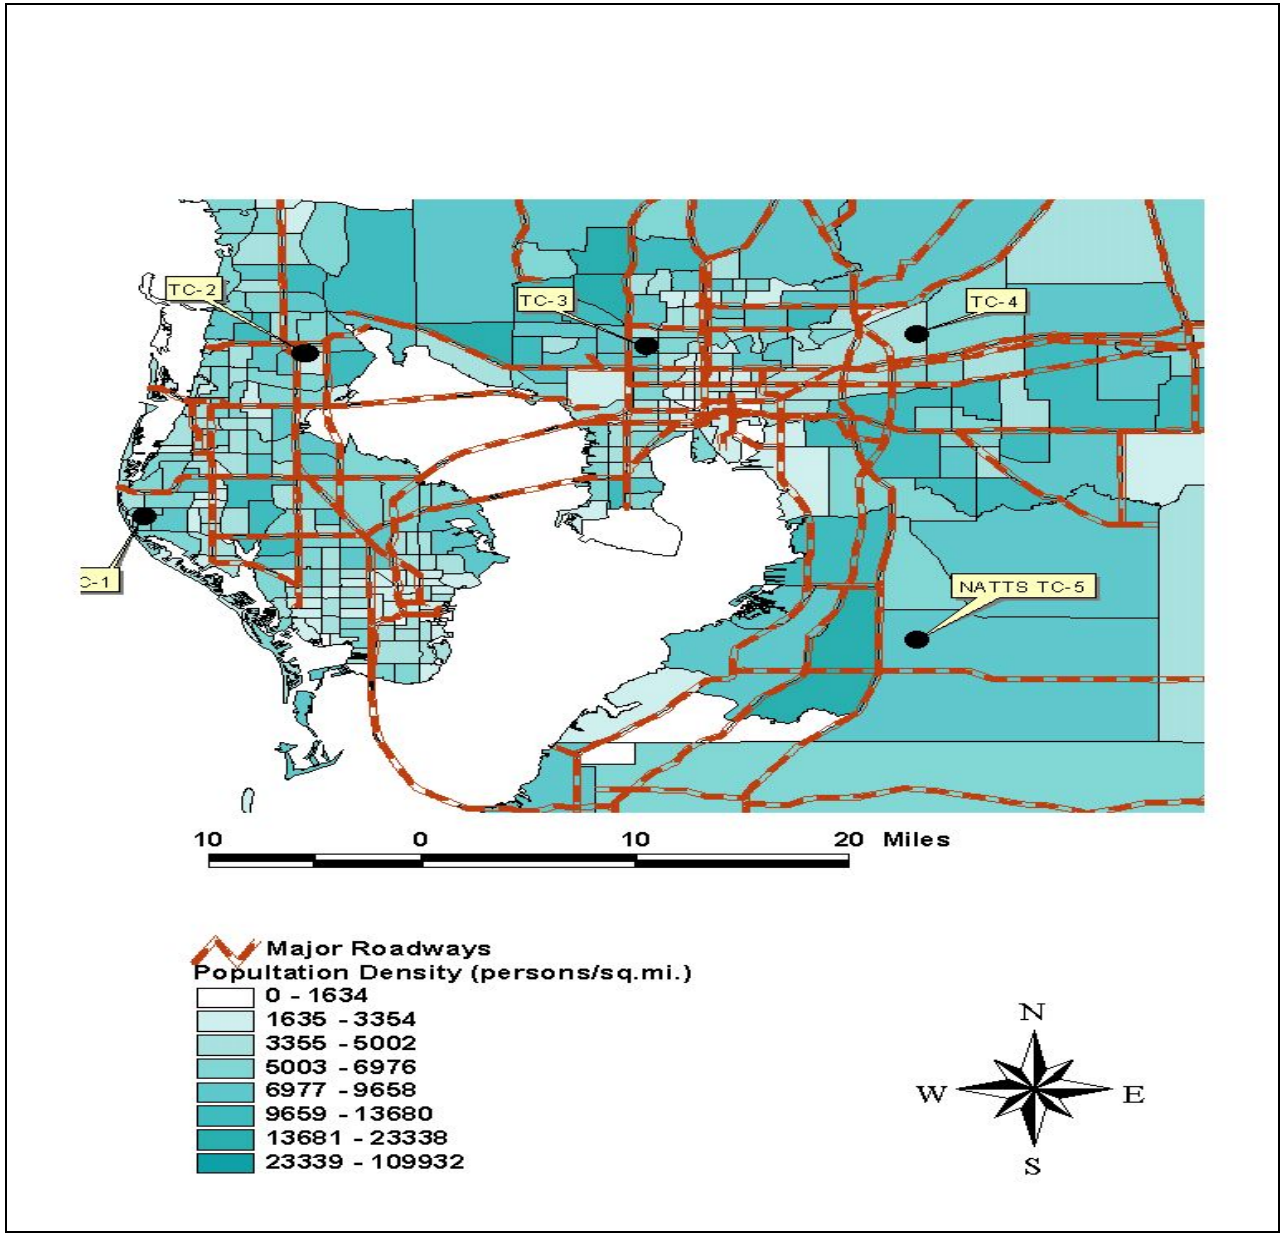 TC-2
TC-3
TC-4
C-1
NATTS TC-5
10 0 10 20 Miles
Major Roadways
Popultation Density (persons/sq.mi.)
0 - 1634
1635 - 3354
3355 - 5002
5003 - 6976
6977 - 9658
9659 - 13680
13681 - 23338
23339 - 109932
N
W E
S